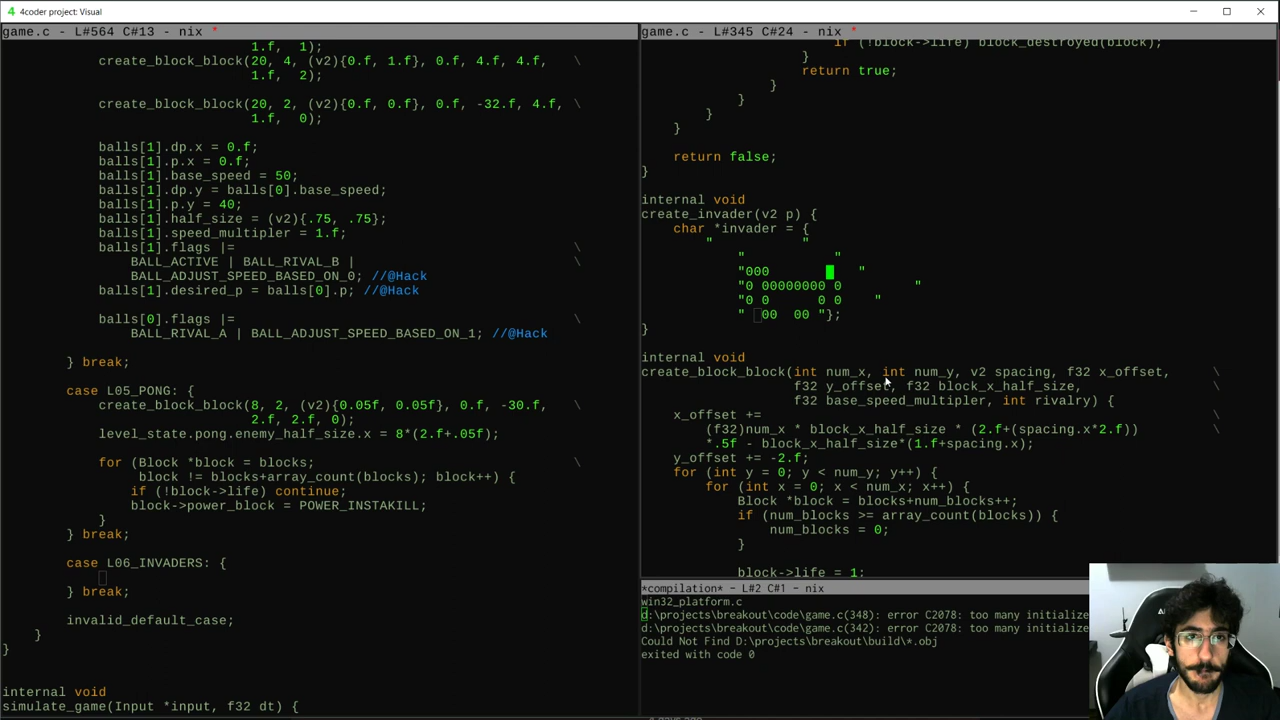 4coder project: Visual
game.c - L#564 C#13 - nix *
1.f, 1);
create_block_block(20, 4, (v2){0.f, 1.f}, 0.f, 4.f, 4.f, \
1.f, 2);
create_block_block(20, 2, (v2){0.f, 0.f}, 0.f, -32.f, 4.f, \
1.f, 0);
balls[1].dp.x = 0.f;
balls[1].p.x = 0.f;
balls[1].base_speed = 50;
balls[1].dp.y = balls[0].base_speed;
balls[1].p.y = 40;
balls[1].half_size = (v2){.75, .75};
balls[1].speed_multipler = 1.f;
balls[1].flags |= \
BALL_ACTIVE | BALL_RIVAL_B | \
BALL_ADJUST_SPEED_BASED_ON_0; //@Hack
balls[1].desired_p = balls[0].p; //@Hack
balls[0].flags |= \
BALL_RIVAL_A | BALL_ADJUST_SPEED_BASED_ON_1; //@Hack
} break;
case L05_PONG: {
create_block_block(8, 2, (v2){0.05f, 0.05f}, 0.f, -30.f, \
2.f, 2.f, 0);
level_state.pong.enemy_half_size.x = 8*(2.f+.05f);
for (Block *block = blocks; \
block != blocks+array_count(blocks); block++) {
if (!block->life) continue;
block->power_block = POWER_INSTAKILL;
}
} break;
case L06_INVADERS: {
} break;
invalid_default_case;
}
}
internal void
simulate_game(Input *input, f32 dt) {
game.c - L#345 C#24 - nix *
if (!block->life) block_destroyed(block);
}
return true;
}
}
}
}
return false;
}
internal void
create_invader(v2 p) {
char *invader = {
" "
" "
"000 "
"0 00000000 0 "
"0 0 0 0 "
" 00 00 "};
}
internal void
create_block_block(int num_x, int num_y, v2 spacing, f32 x_offset, \
f32 y_offset, f32 block_x_half_size, \
f32 base_speed_multipler, int rivalry) {
x_offset += \
(f32)num_x * block_x_half_size * (2.f+(spacing.x*2.f)) \
*.5f - block_x_half_size*(1.f+spacing.x);
y_offset += -2.f;
for (int y = 0; y < num_y; y++) {
for (int x = 0; x < num_x; x++) {
Block *block = blocks+num_blocks++;
if (num_blocks >= array_count(blocks)) {
num_blocks = 0;
}
block->life = 1;
*compilation* - L#2 C#1 - nix
win32_platform.c
d:\projects\breakout\code\game.c(348): error C2078: too many initialize
d:\projects\breakout\code\game.c(342): error C2078: too many initialize
Could Not Find D:\projects\breakout\build\*.obj
exited with code 0